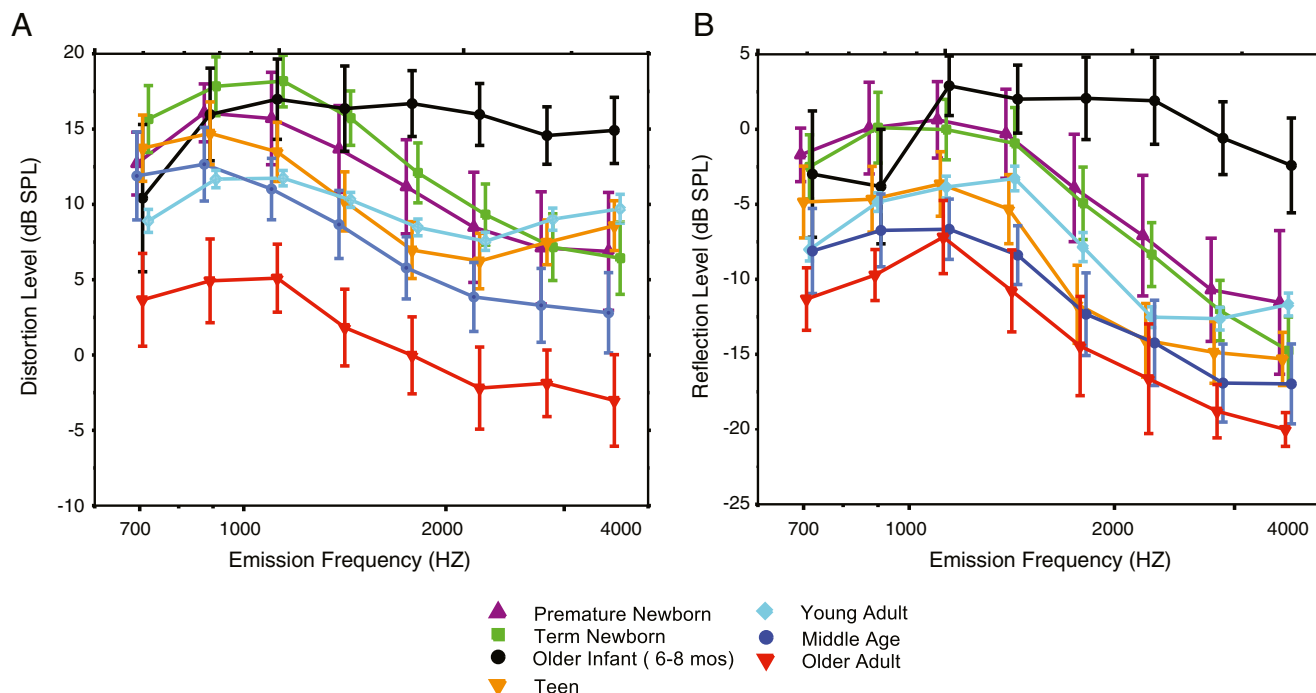 A
B
20
15
10
5
0
-5
-10
Distortion Level (dB SPL)
700
1000
2000
4000
Emission Frequency (HZ)
5
0
-5
-10
-15
-20
-25
Reflection Level (dB SPL)
700
1000
2000
4000
Emission Frequency (HZ)
Premature Newborn
Term Newborn
Older Infant ( 6-8 mos)
Teen
Young Adult
Middle Age
Older Adult